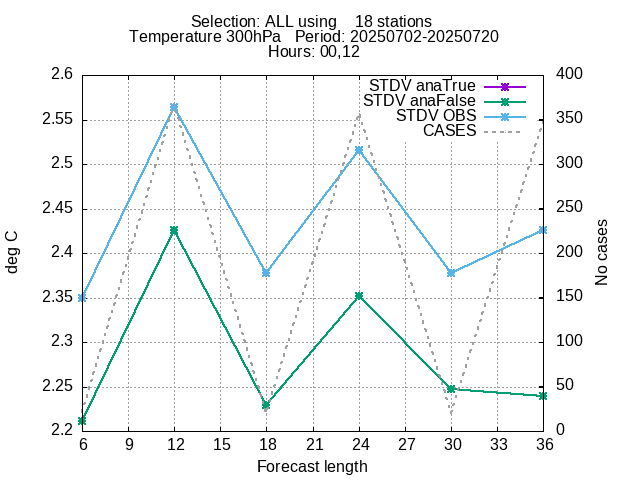 Selection: ALL using    18 stations
Temperature 300hPa   Period: 20250702-20250720
Hours: 00,12
STDV anaTrue
STDV anaFalse
STDV OBS
CASES
2.6
2.55
2.5
2.45
2.4
2.35
2.3
2.25
2.2
deg C
400
350
300
250
200
150
100
50
0
No cases
6 9 12 15 18 21 24 27 30 33 36
Forecast length